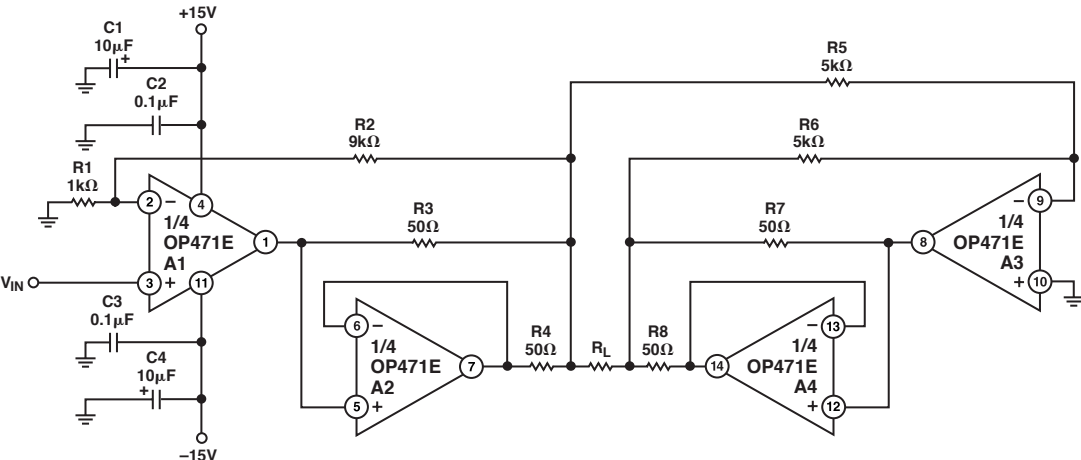 +15V
C1
10μF
+
C2
0.1μF
R1
1kΩ
R2
9kΩ
R5
5kΩ
R6
5kΩ
2
–
4
1/4
OP471E
A1
1
3
+
11
VIN
R3
50Ω
R7
50Ω
8
–
9
1/4
OP471E
A3
+
10
C3
0.1μF
C4
10μF
+
–15V
6
–
1/4
OP471E
A2
7
5
+
R4
50Ω
RL
R8
50Ω
14
–
13
1/4
OP471E
A4
+
12